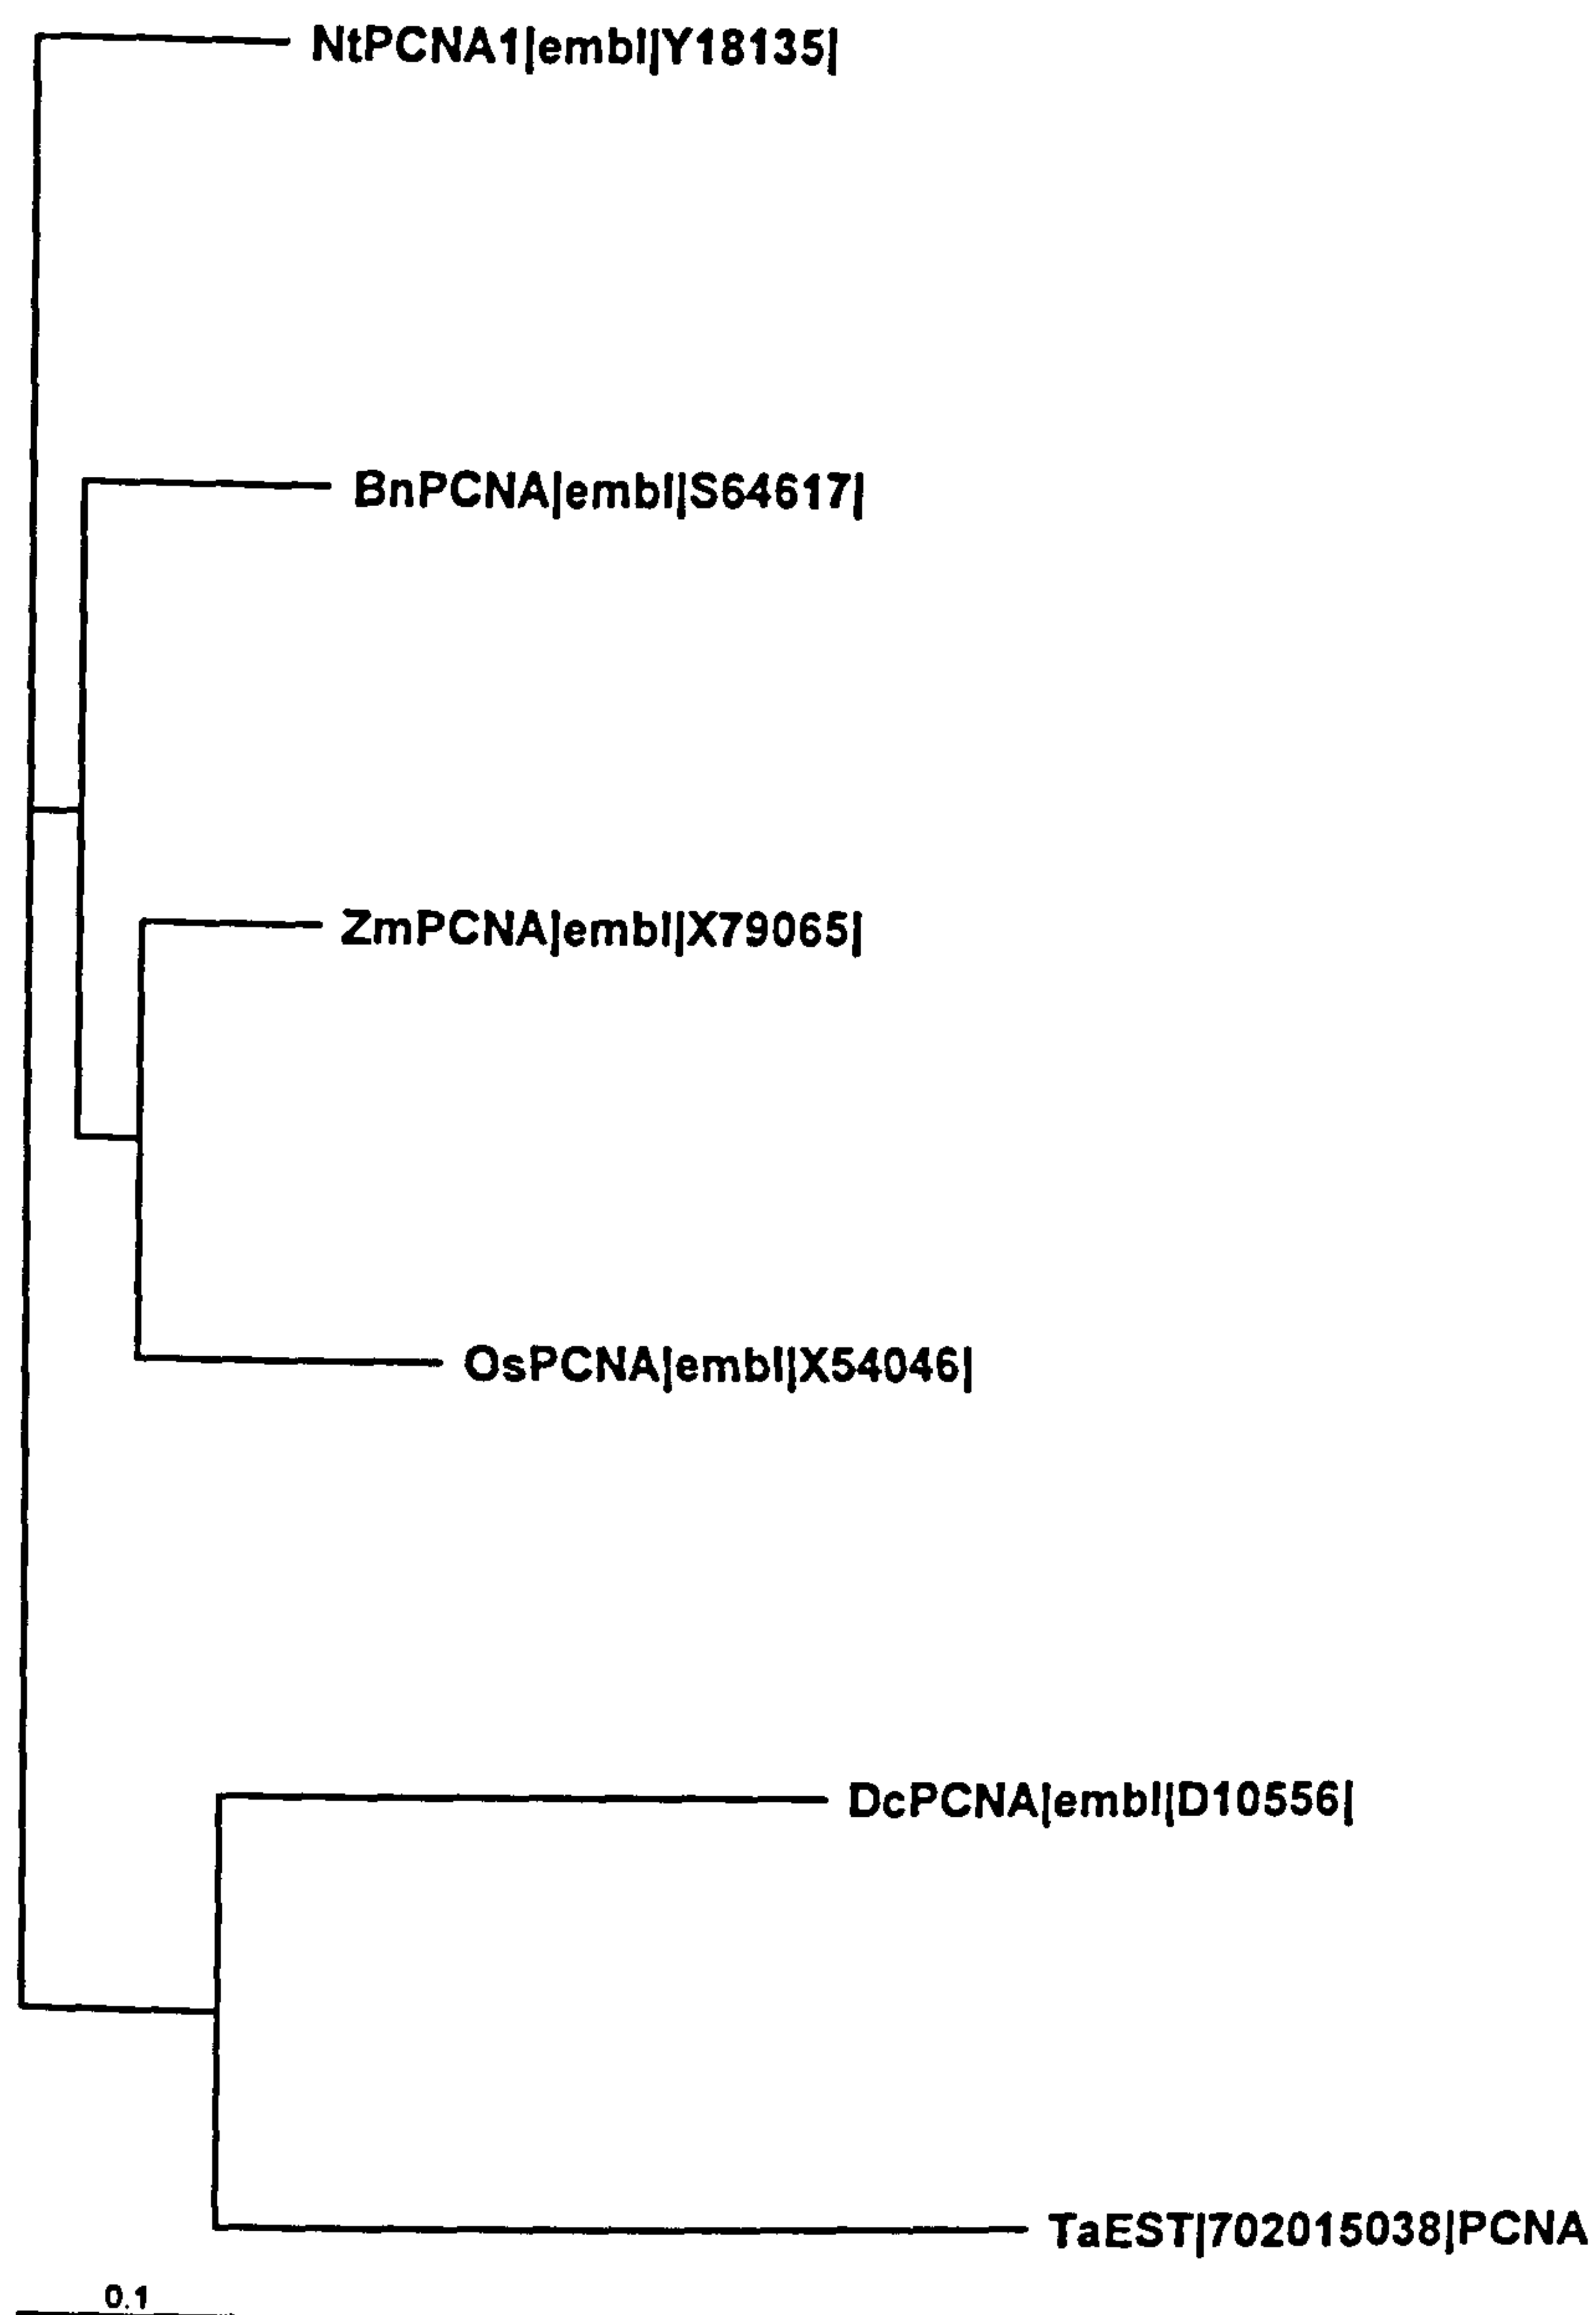 NtPCNA1|embl|Y18135|
BnPCNA|embl|S64617|
ZmPCNA|embl|X79065|
OsPCNA|embl|X54046|
DcPCNA|embl|D10556|
TaEST|702015038|PCNA
0.1